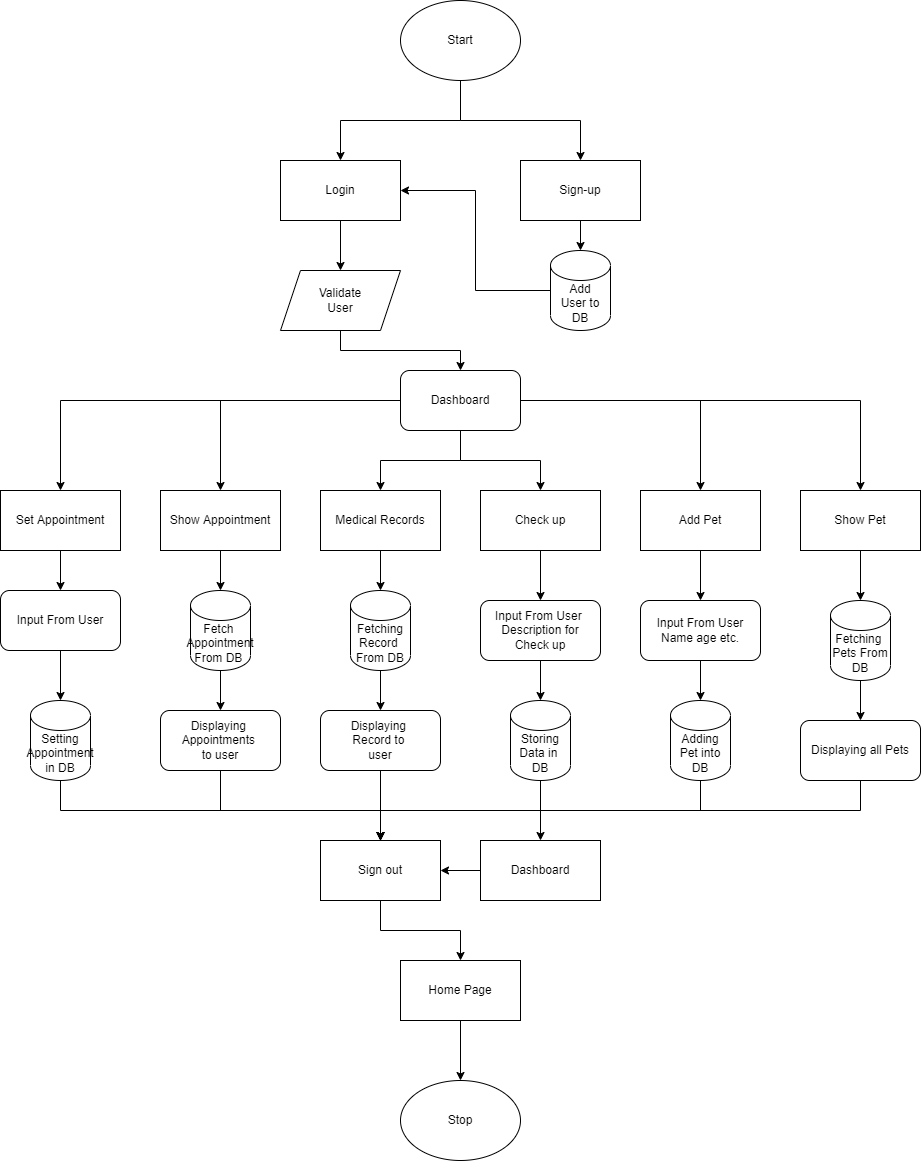 Start
Login
Sign-up
Validate
User
Add
User to
DB
Dashboard
Set Appointment
Show Appointment
Medical Records
Check up
Add Pet
Show Pet
Input From User
Fetch
Appointment
From DB
Fetching
Record
From DB
Input From User
Description for
Check up
Input From User
Name age etc.
Fetching
Pets From
DB
Setting
Appointment
in DB
Displaying
Appointments
to user
Displaying
Record to
user
Storing
Data in
DB
Adding
Pet into
DB
Displaying all Pets
Sign out
Dashboard
Home Page
Stop